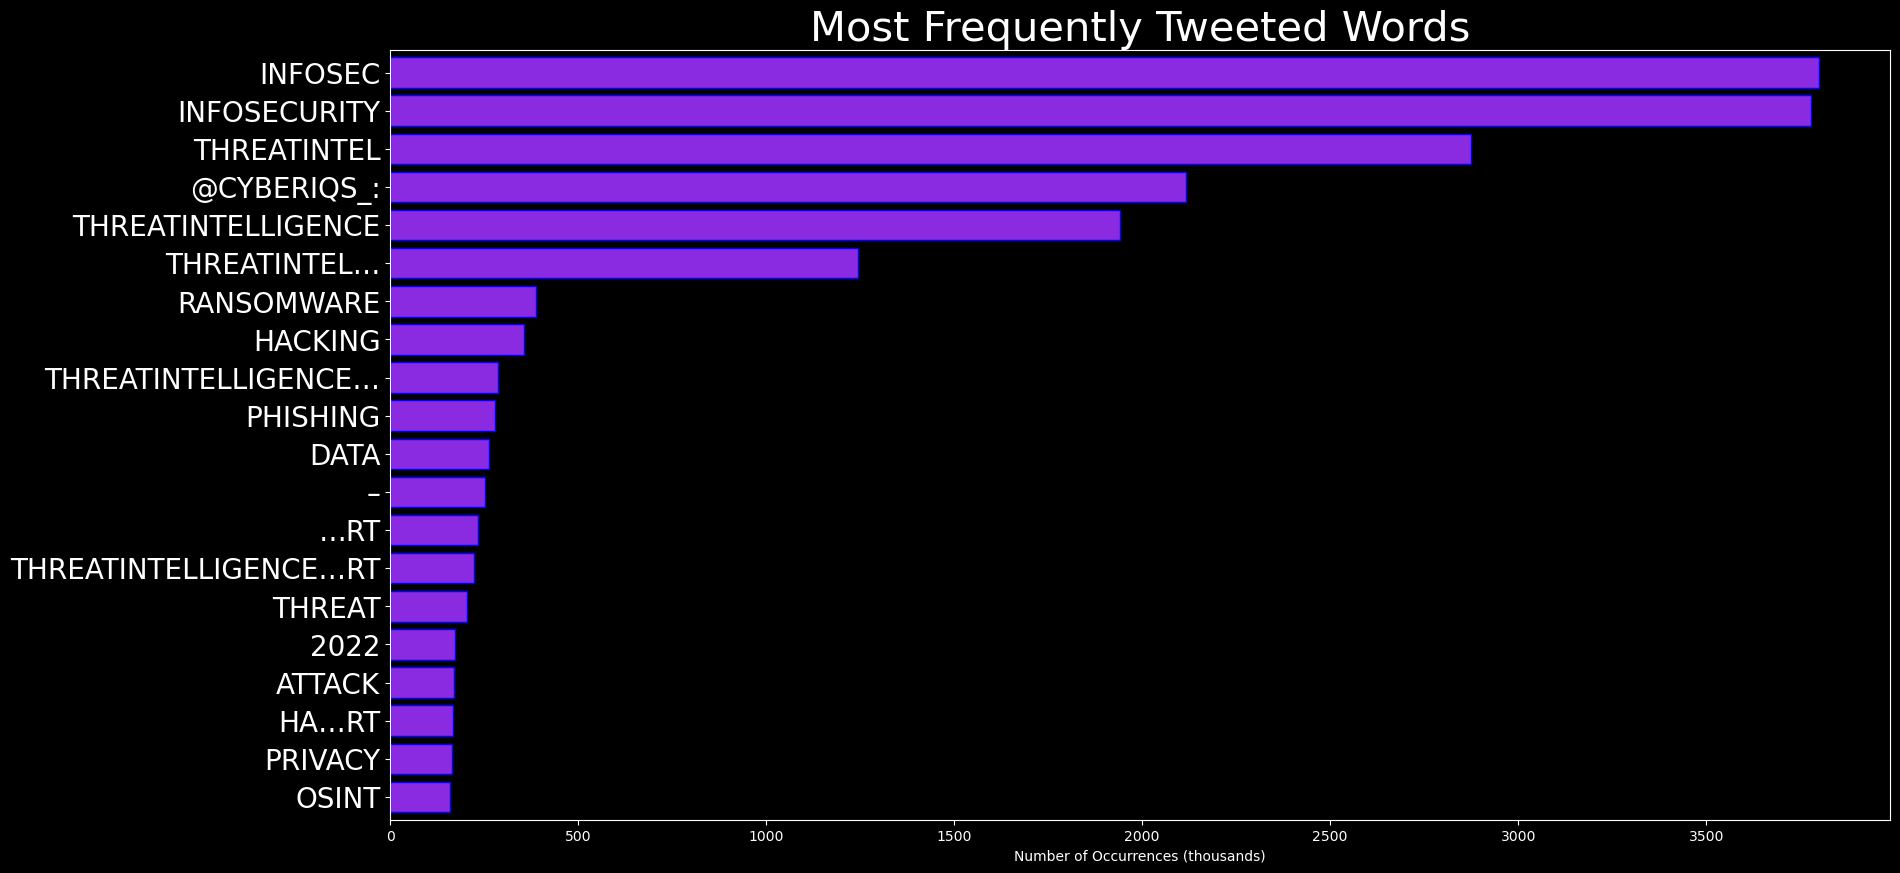 Most Frequently Tweeted Words
INFOSEC
INFOSECURITY
THREATINTEL
@CYBERIQS_:
THREATINTELLIGENCE
THREATINTEL…
RANSOMWARE
HACKING
THREATINTELLIGENCE…
PHISHING
DATA
–
…RT
THREATINTELLIGENCE…RT
THREAT
2022
ATTACK
HA…RT
PRIVACY
OSINT
0 500 1000 1500 2000 2500 3000 3500
Number of Occurrences (thousands)